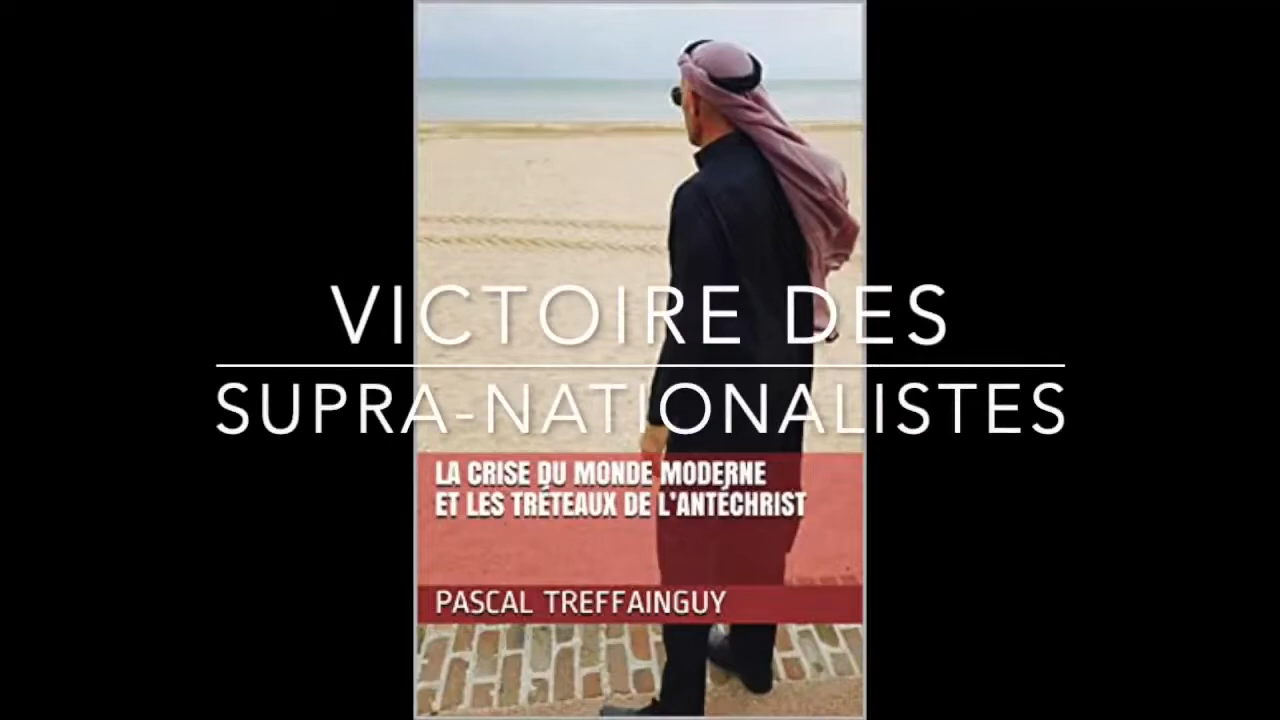 VICTOIRE DES
SUPRA-NATIONALISTES
LA CRISE DU MONDE MODERNE
ET LES TRÉTEAUX DE L'ANTÉCHRIST
PASCAL TREFFAINGUY